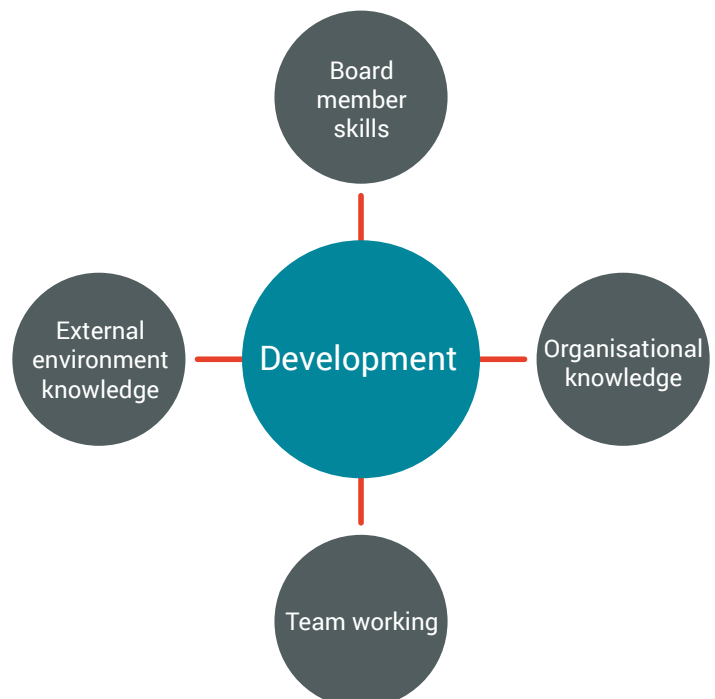 Board
member
skills
External
environment
knowledge
Development
Organisational
knowledge
Team working